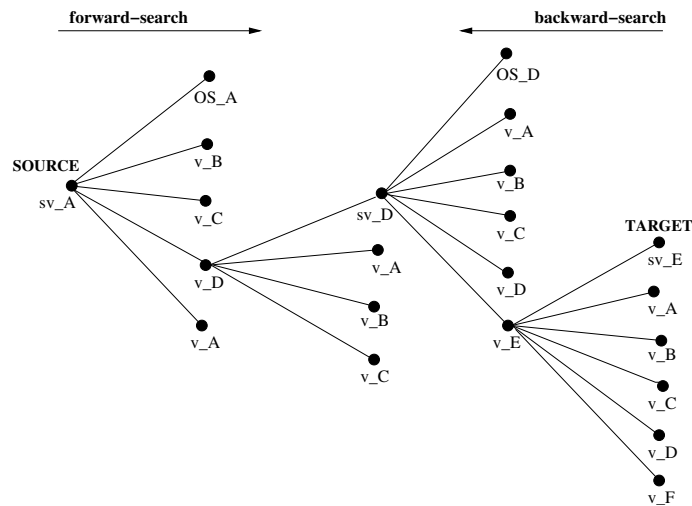 forward-search
backward-search
OS_A
v_B
SOURCE
sv_A
v_C
v_D
v_A
sv_D
v_A
v_B
v_C
OS_D
v_A
v_B
v_C
v_D
v_E
TARGET
sv_E
v_A
v_B
v_C
v_D
v_F